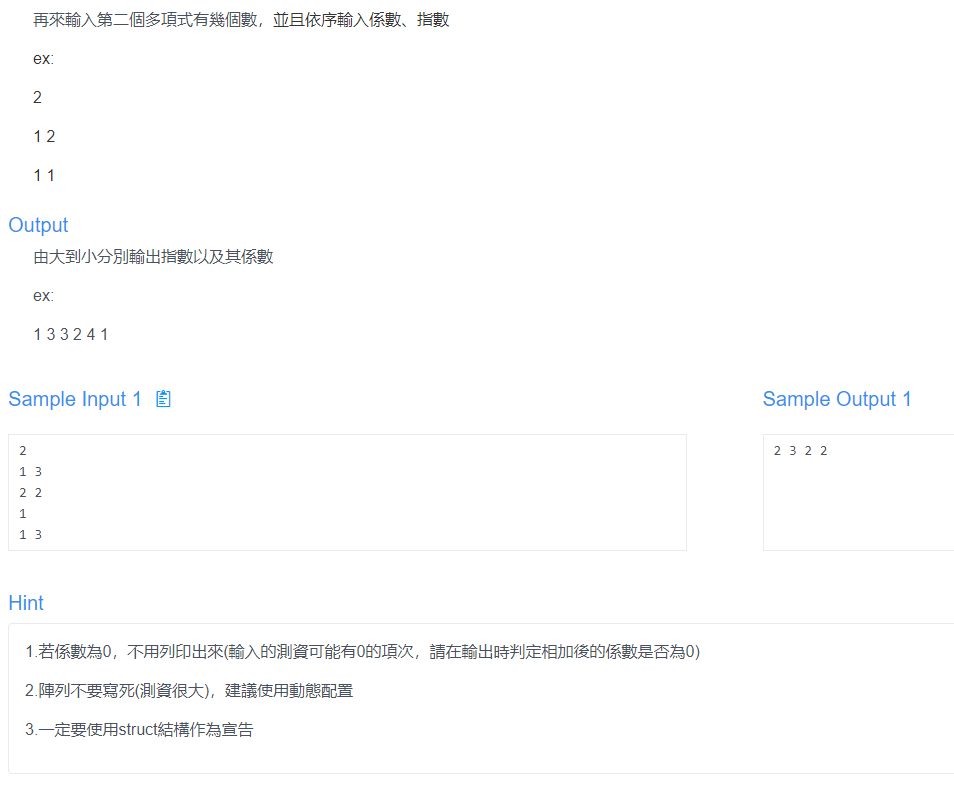 再來輸入第二個多項式有幾個數，並且依序輸入係數、指數
ex:
2
1 2
1 1
Output
由大到小分別輸出指數以及其係數
ex:
1 3 3 2 4 1
Sample Input 1
2
1 3
2 2
1
1 3
Sample Output 1
2 3 2 2
Hint
1.若係數為0，不用列印出來(輸入的測資可能有0的項次，請在輸出時判定相加後的係數是否為0)
2.陣列不要寫死(測資很大)，建議使用動態配置
3.一定要使用struct結構作為宣告